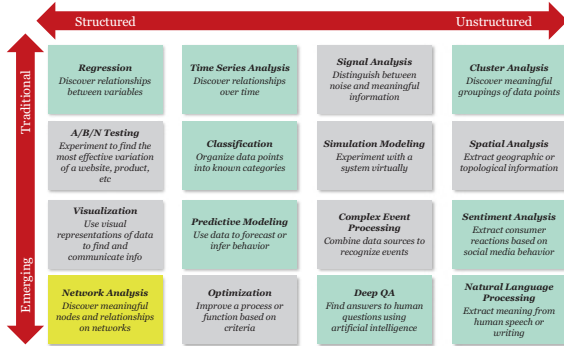 Structured
Unstructured
Traditional
Emerging
Regression
Discover relationships
between variables
Time Series Analysis
Discover relationships
over time
Signal Analysis
Distinguish between
noise and meaningful
information
Cluster Analysis
Discover meaningful
groupings of data points
A/B/N Testing
Experiment to find the
most effective variation
of a website, product,
etc
Classification
Organize data points
into known categories
Simulation Modeling
Experiment with a
system virtually
Spatial Analysis
Extract geographic or
topological information
Visualization
Use visual
representations of data
to find and
communicate info
Predictive Modeling
Use data to forecast or
infer behavior
Complex Event
Processing
Combine data sources to
recognize events
Sentiment Analysis
Extract consumer
reactions based on
social media behavior
Network Analysis
Discover meaningful
nodes and relationships
on networks
Optimization
Improve a process or
function based on
criteria
Deep QA
Find answers to human
questions using
artificial intelligence
Natural Language
Processing
Extract meaning from
human speech or
writing